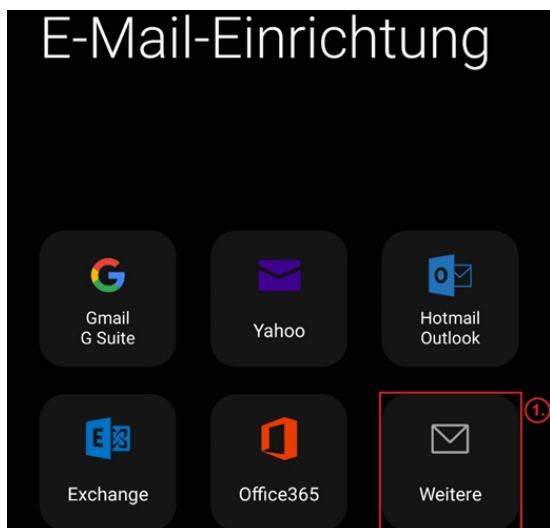 E-Mail-Einrichtung
Gmail
G Suite
Yahoo
Hotmail
Outlook
Exchange
Office365
Weitere
1.